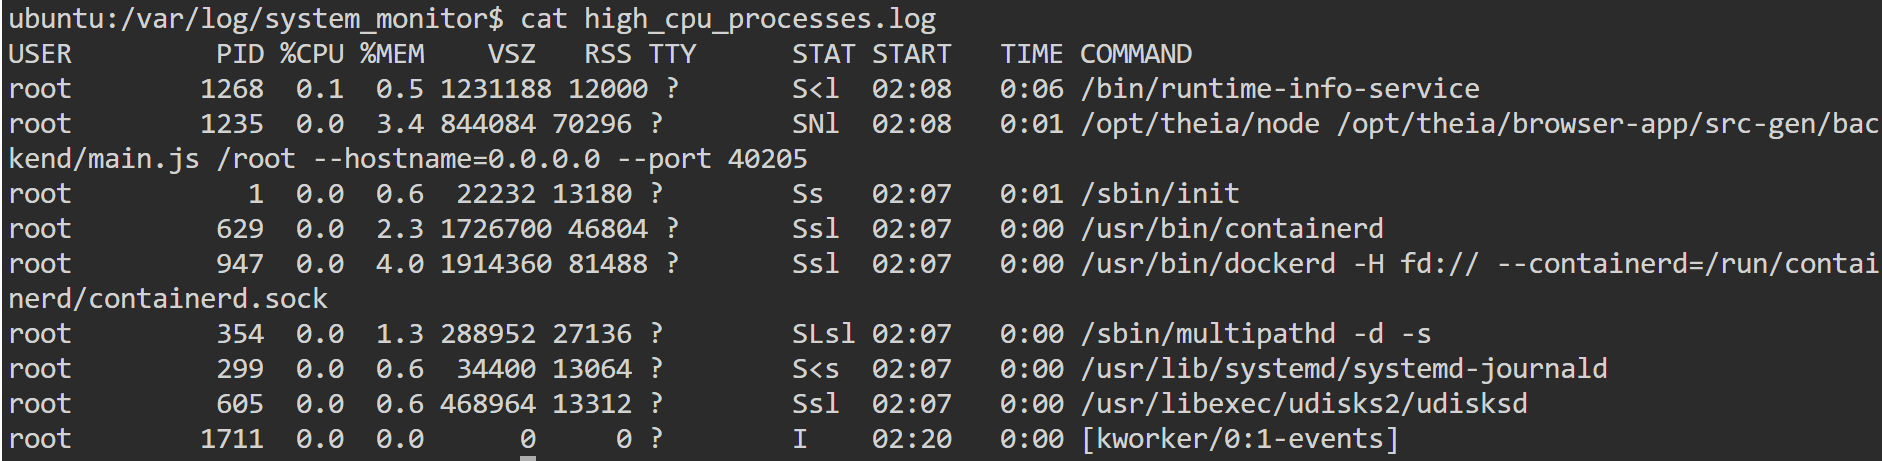 ubuntu:/var/log/system_monitor$ cat high_cpu_processes.log
USER         PID %CPU %MEM    VSZ   RSS TTY      STAT START   TIME COMMAND
root        1268  0.1  0.5 1231188 12000 ?       S<l  02:08   0:06 /bin/runtime-info-service
root        1235  0.0  3.4 844084 70296 ?        SNl  02:08   0:01 /opt/theia/node /opt/theia/browser-app/src-gen/bac
kend/main.js /root --hostname=0.0.0.0 --port 40205
root           1  0.0  0.6  22232 13180 ?        Ss   02:07   0:01 /sbin/init
root         629  0.0  2.3 1726700 46804 ?       Ssl  02:07   0:00 /usr/bin/containerd
root         947  0.0  4.0 1914360 81488 ?       Ssl  02:07   0:00 /usr/bin/dockerd -H fd:// --containerd=/run/contai
nerd/containerd.sock
root         354  0.0  1.3 288952 27136 ?        SLsl 02:07   0:00 /sbin/multipathd -d -s
root         299  0.0  0.6  34400 13064 ?        S<s  02:07   0:00 /usr/lib/systemd/systemd-journald
root         605  0.0  0.6 468964 13312 ?        Ssl  02:07   0:00 /usr/libexec/udisks2/udisksd
root        1711  0.0  0.0      0     0 ?        I    02:20   0:00 [kworker/0:1-events]